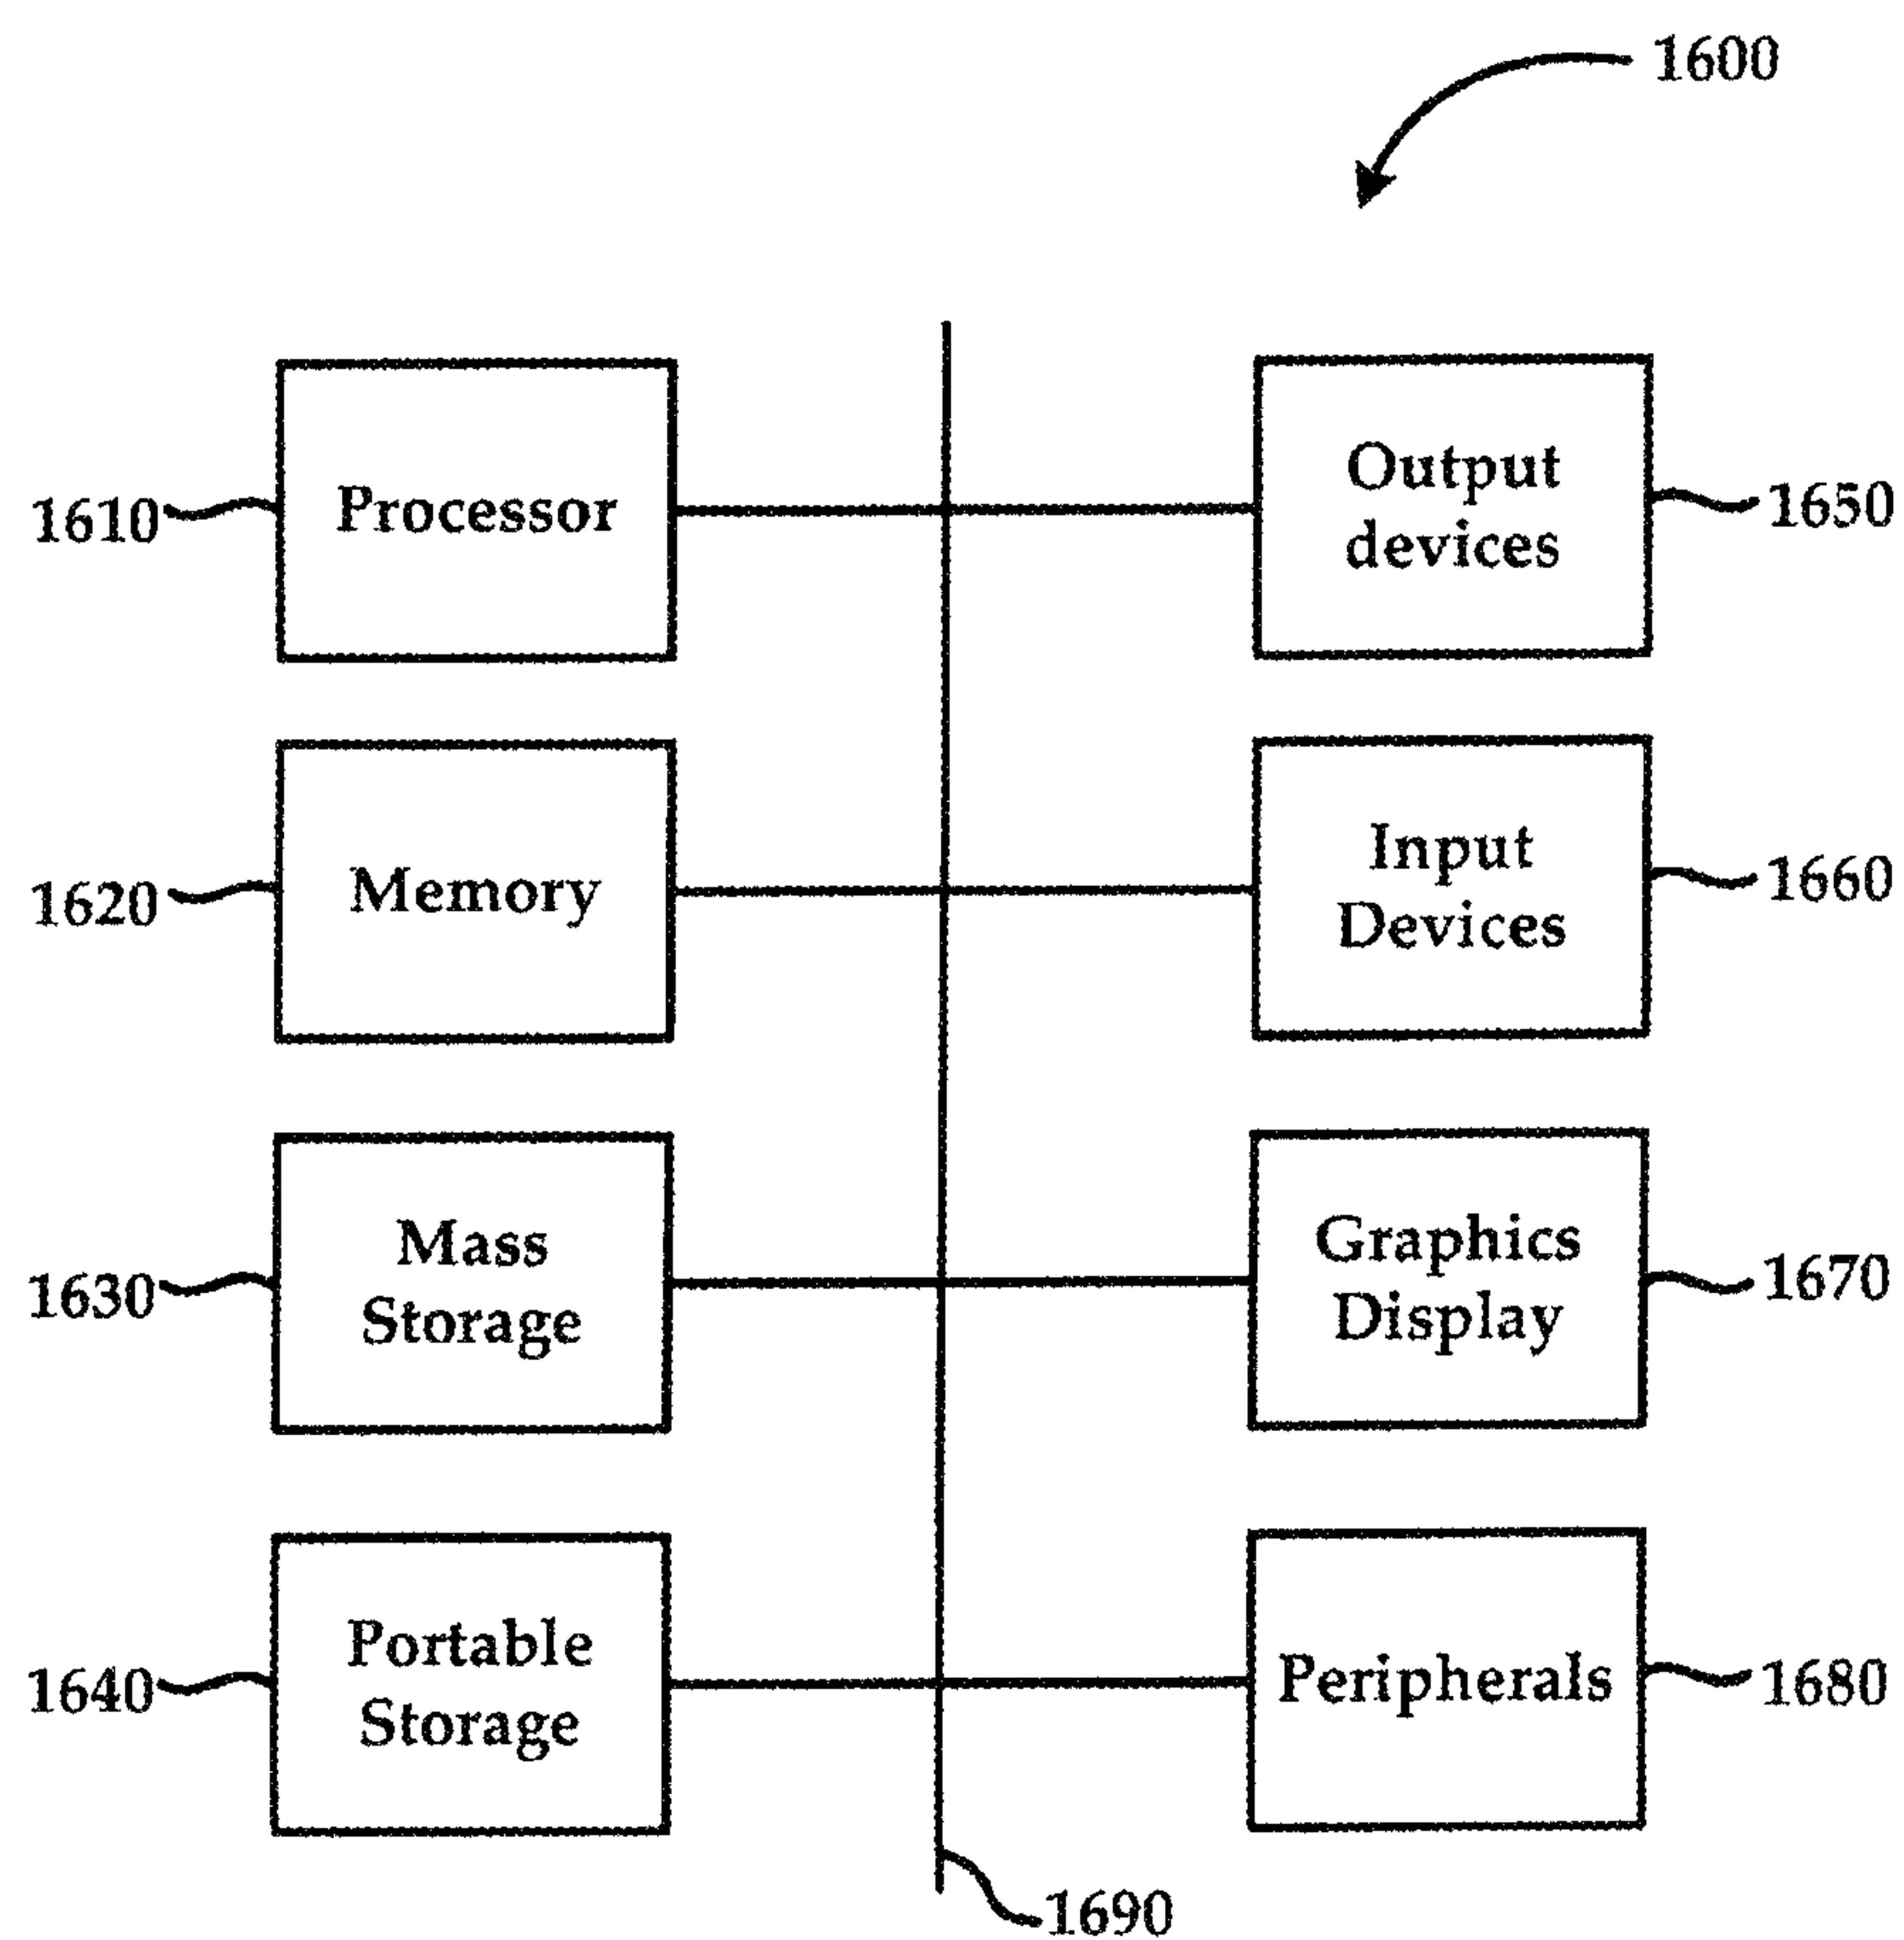 1600
1610
Processor
Output
devices
1650
1620
Memory
Input
Devices
1660
1630
Mass
Storage
Graphics
Display
1670
1640
Portable
Storage
Peripherals
1680
1690